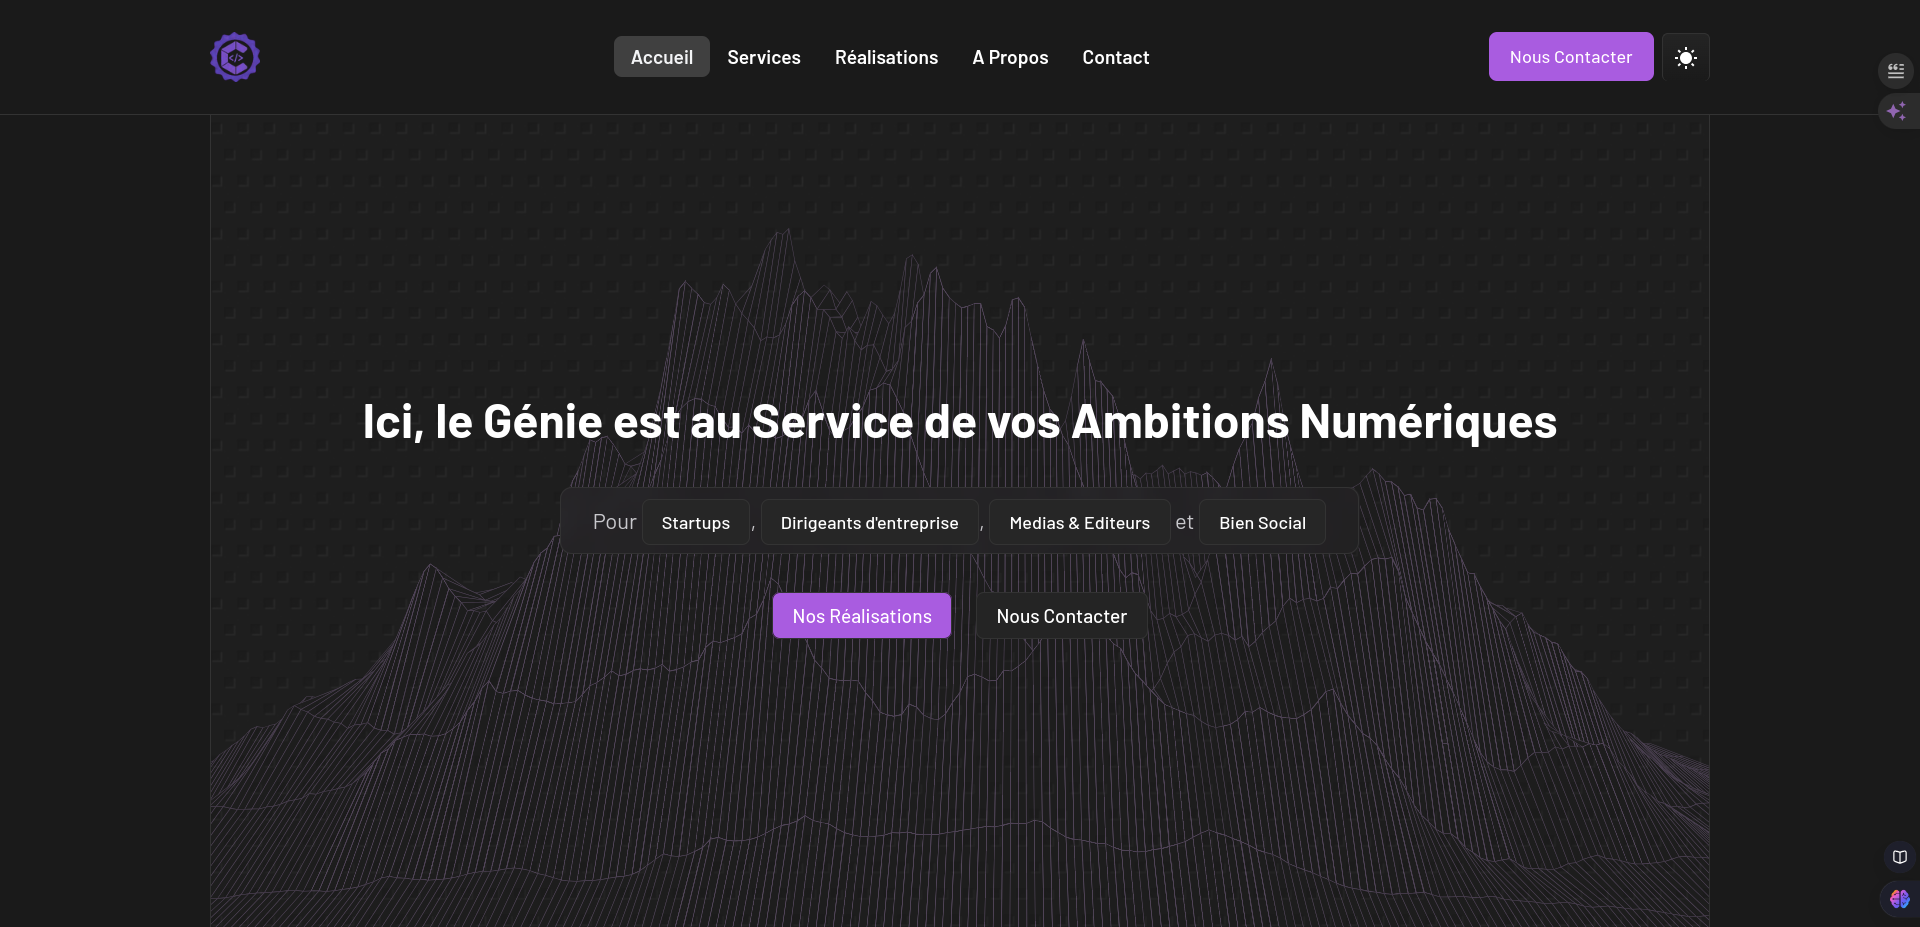 Accueil Services Réalisations A Propos Contact Nous Contacter
Ici, le Génie est au Service de vos Ambitions Numériques
Pour Startups , Dirigeants d'entreprise , Medias & Editeurs et Bien Social
Nos Réalisations Nous Contacter